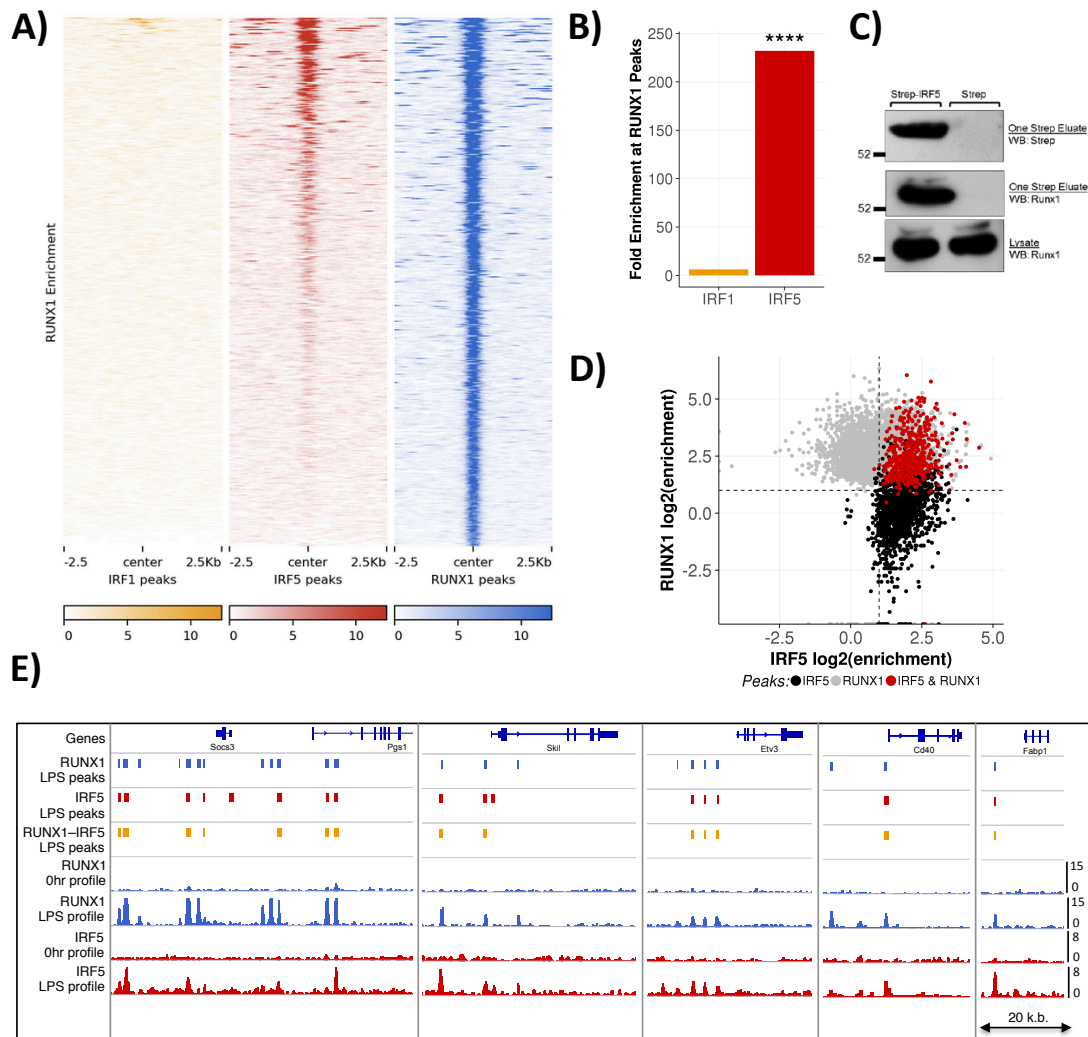 A)
RUNX1 Enrichment
-2.5 center 2.5Kb
IRF1 peaks
-2.5 center 2.5Kb
IRF5 peaks
-2.5 center 2.5Kb
RUNX1 peaks
0 5 10
0 5 10
0 5 10
B)
Fold Enrichment at RUNX1 Peaks
250
200
150
100
50
0
****
IRF1 IRF5
C)
Strep-IRF5 Strep
One Strep Eluate
WB: Strep
52
One Strep Eluate
WB: Runx1
52
Lysate
WB: Runx1
52
D)
RUNX1 log2(enrichment)
5.0
2.5
0.0
-2.5
-2.5 0.0 2.5 5.0
IRF5 log2(enrichment)
Peaks: IRF5 RUNX1 IRF5 & RUNX1
E)
Genes
Socs3 Pgs1 Skil Etv3 Cd40 Fabp1
RUNX1
LPS peaks
IRF5
LPS peaks
RUNX1–IRF5
LPS peaks
RUNX1
0hr profile
15
0
RUNX1
LPS profile
15
0
IRF5
0hr profile
8
0
IRF5
LPS profile
8
0
20 k.b.